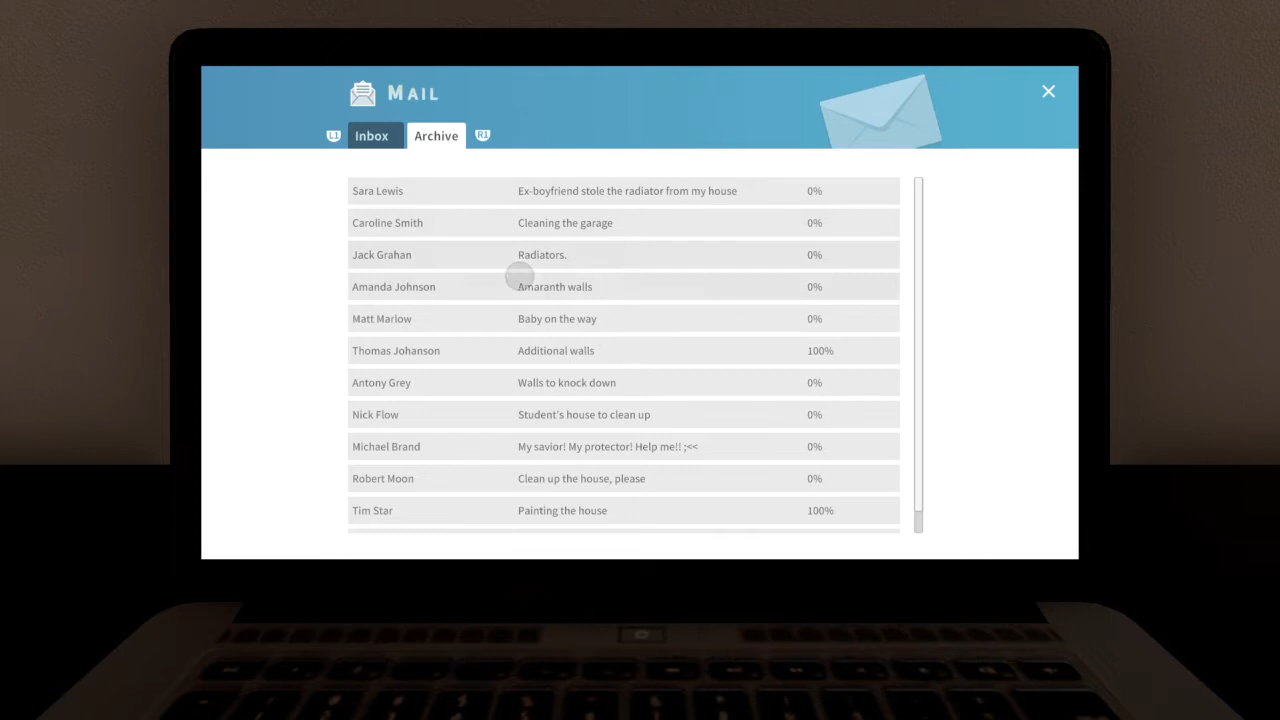 MAIL
L1 Inbox Archive R1
Sara Lewis Ex-boyfriend stole the radiator from my house 0%
Caroline Smith Cleaning the garage 0%
Jack Grahan Radiators. 0%
Amanda Johnson Amaranth walls 0%
Matt Marlow Baby on the way 0%
Thomas Johanson Additional walls 100%
Antony Grey Walls to knock down 0%
Nick Flow Student's house to clean up 0%
Michael Brand My savior! My protector! Help me!! ;<< 0%
Robert Moon Clean up the house, please 0%
Tim Star Painting the house 100%